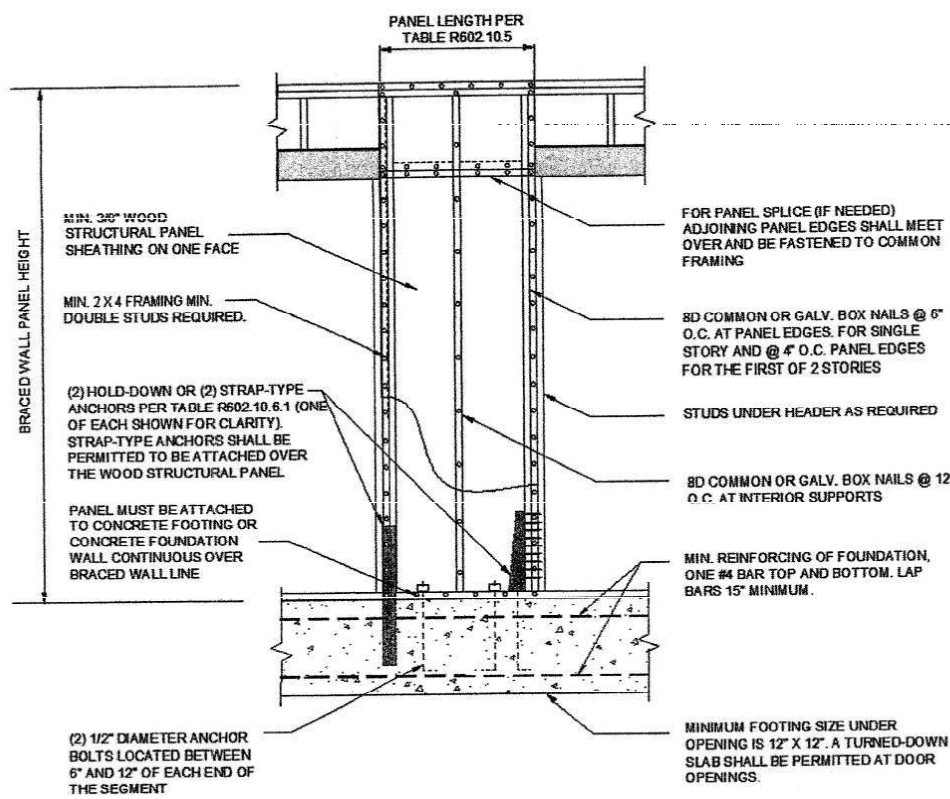 PANEL LENGTH PER
TABLE R602.10.5
BRACED WALL PANEL HEIGHT
MIN. 3/8" WOOD
STRUCTURAL PANEL
SHEATHING ON ONE FACE
MIN. 2 X 4 FRAMING MIN.
DOUBLE STUDS REQUIRED.
(2) HOLD-DOWN OR (2) STRAP-TYPE
ANCHORS PER TABLE R602.10.6.1 (ONE
OF EACH SHOWN FOR CLARITY).
STRAP-TYPE ANCHORS SHALL BE
PERMITTED TO BE ATTACHED OVER
THE WOOD STRUCTURAL PANEL
PANEL MUST BE ATTACHED
TO CONCRETE FOOTING OR
CONCRETE FOUNDATION
WALL CONTINUOUS OVER
BRACED WALL LINE
(2) 1/2" DIAMETER ANCHOR
BOLTS LOCATED BETWEEN
6" AND 12" OF EACH END OF
THE SEGMENT
FOR PANEL SPLICE (IF NEEDED)
ADJOINING PANEL EDGES SHALL MEET
OVER AND BE FASTENED TO COMMON
FRAMING
8D COMMON OR GALV. BOX NAILS @ 6"
O.C. AT PANEL EDGES. FOR SINGLE
STORY AND @ 4" O.C. PANEL EDGES
FOR THE FIRST OF 2 STORIES
STUDS UNDER HEADER AS REQUIRED
8D COMMON OR GALV. BOX NAILS @ 12
O.C. AT INTERIOR SUPPORTS
MIN. REINFORCING OF FOUNDATION,
ONE #4 BAR TOP AND BOTTOM. LAP
BARS 15" MINIMUM.
MINIMUM FOOTING SIZE UNDER
OPENING IS 12" X 12". A TURNED-DOWN
SLAB SHALL BE PERMITTED AT DOOR
OPENINGS.